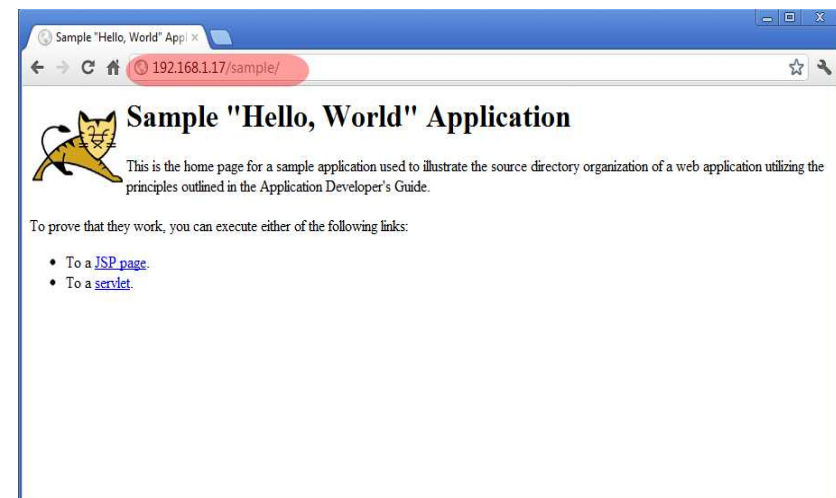 Sample "Hello, World" Appl
192.168.1.17/sample/
Sample "Hello, World" Application
This is the home page for a sample application used to illustrate the source directory organization of a web application utilizing the
principles outlined in the Application Developer's Guide.
To prove that they work, you can execute either of the following links:
• To a JSP page.
• To a servlet.